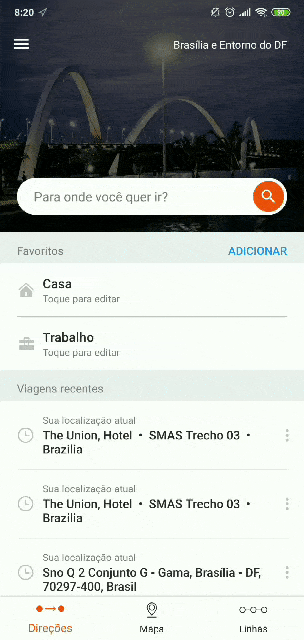 8:20
90
Brasília e Entorno do DF
Para onde você quer ir?
Favoritos
ADICIONAR
Casa
Toque para editar
Trabalho
Toque para editar
Viagens recentes
Sua localização atual
The Union, Hotel • SMAS Trecho 03 •
Brazilia
Sua localização atual
The Union, Hotel • SMAS Trecho 03 •
Brazilia
Sua localização atual
Sno Q 2 Conjunto G - Gama, Brasília - DF,
70297-400, Brasil
Direções
Mapa
Linhas